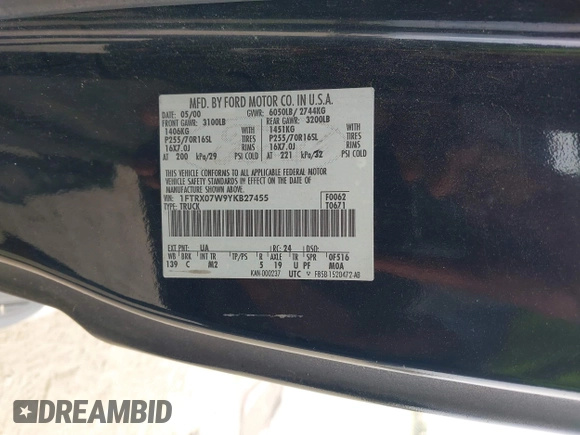 MFD. BY FORD MOTOR CO. IN U.S.A.
DATE: 05/00 GVWR: 6050LB/ 2744KG
FRONT GAWR: 3100LB REAR GAWR: 3200LB
1406KG WITH 1451KG WITH
P255/70R16SL TIRES P255/70R16SL TIRES
16X7.0J RIMS 16X7.0J RIMS
AT 200 kPa/29 PSI COLD AT 221 kPa/32 PSI COLD
THIS VEHICLE CONFORMS TO ALL APPLICABLE FEDERAL MOTOR
VEHICLE SAFETY STANDARDS IN EFFECT ON THE DATE OF
MANUFACTURE SHOWN ABOVE.
VIN: 1FTRX07W9YKB27455 F0062
TYPE: TRUCK T0671
EXT PNT: UA RC: 24 DSO:
WB BRK INT TR TP/PS R AXLE TR SPR 0F516
139 C M2 5 19 U PF M0A
KAN-000237 UTC F85B-1520472-AB
DREAMBID